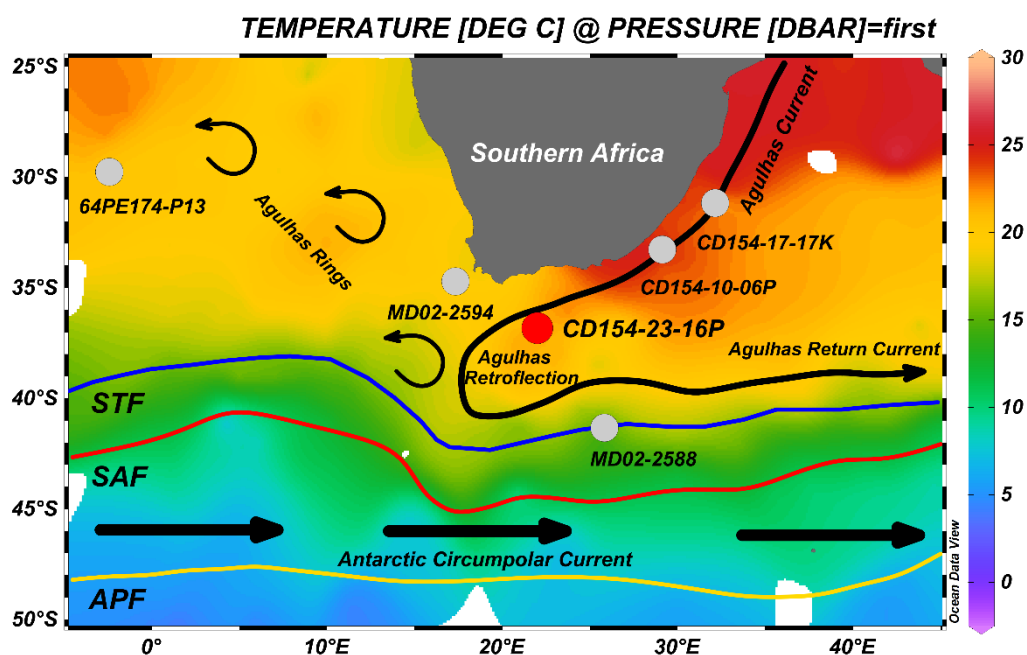 TEMPERATURE [DEG C] @ PRESSURE [DBAR]=first
25°S
30°S
35°S
40°S
45°S
50°S
0°
10°E
20°E
30°E
40°E
30
20
15
10
5
0
Southern Africa
Agulhas Current
64PE174-P13
Agulhas Rings
CD154-17-17K
CD154-10-06P
MD02-2594
CD154-23-16P
Agulhas
Retroflection
Agulhas Return Current
STF
MD02-2588
SAF
Antarctic Circumpolar Current
APF
Ocean Data View